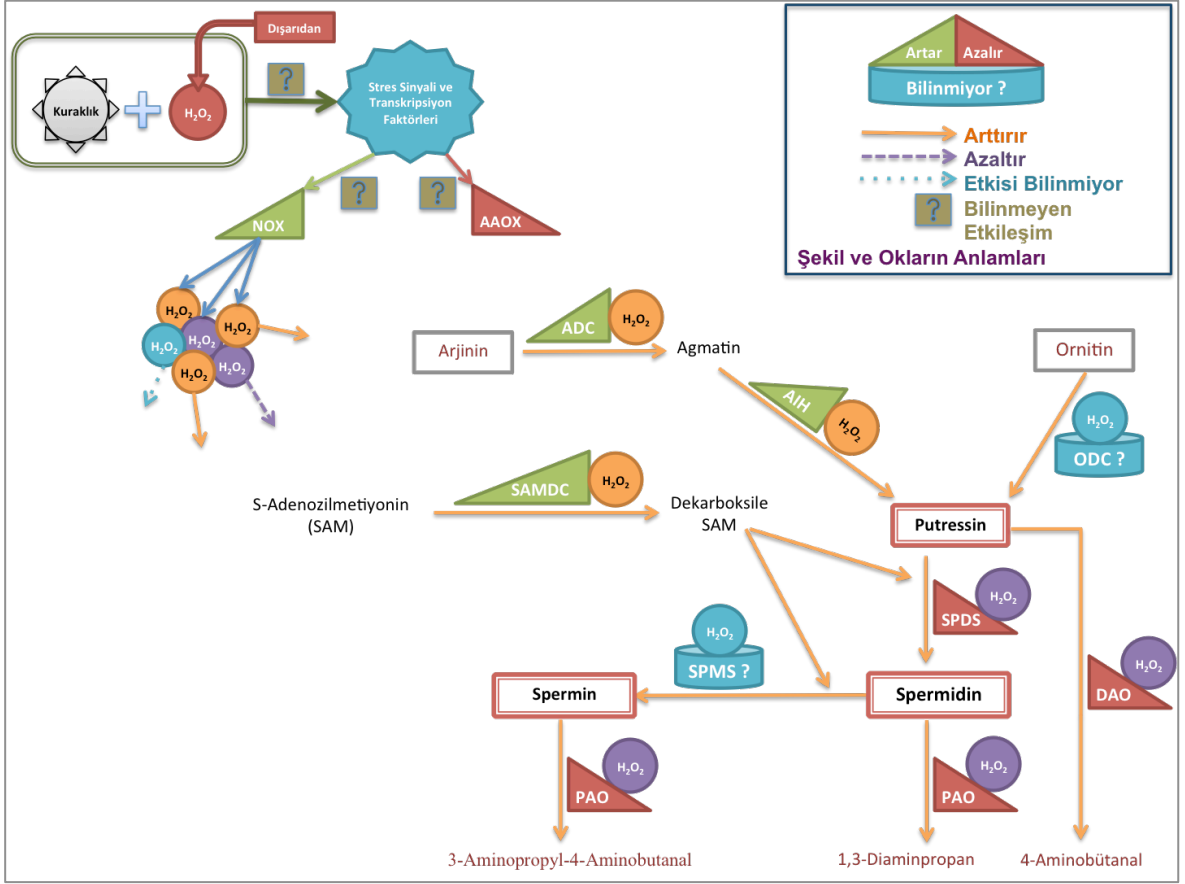 Dışarıdan
Kuraklık
H₂O₂
?
Stres Sinyali ve
Transkripsiyon
Faktörleri
Artar
Azalır
Bilinmiyor ?
Arttırır
Azaltır
Etkisi Bilinmiyor
?
Bilinmeyen
Etkileşim
Şekil ve Okların Anlamları
?
?
NOX
AAOX
H₂O₂
H₂O₂
H₂O₂
H₂O₂
H₂O₂
H₂O₂
Arjinin
ADC
H₂O₂
Agmatin
Ornitin
AIH
H₂O₂
H₂O₂
ODC ?
S-Adenozilmetiyonin
(SAM)
SAMDC
H₂O₂
Dekarboksile
SAM
Putressin
SPDS
H₂O₂
H₂O₂
SPMS ?
DAO
H₂O₂
Spermin
Spermidin
PAO
H₂O₂
PAO
H₂O₂
3-Aminopropyl-4-Aminobutanal
1,3-Diaminpropan
4-Aminobütanal